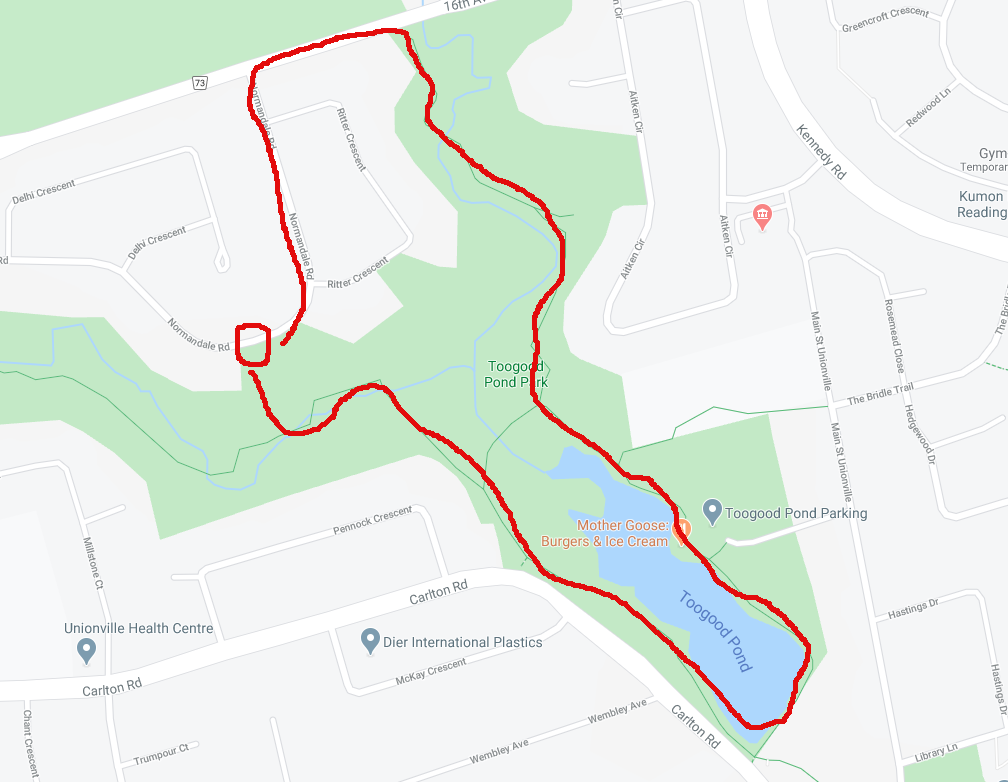 16th Av
Greencroft Crescent
73
Aitken Cir
Redwood Ln
Normandale Rd
Ritter Crescent
Kennedy Rd
Gym
Temporar
Delhi Crescent
Kumon
Reading
Normandale Rd
Delhi Crescent
Aitken Cir
Aitken Cir
Rd
Ritter Crescent
Normandale Rd
Main St Unionville
Rosemead Close
The Bridle
Toogood
Pond Park
The Bridle Trail
Hedgewood Dr
Main St Unionville
Pennock Crescent
Mother Goose:
Burgers & Ice Cream
Toogood Pond Parking
Millstone Ct
Carlton Rd
Toogood Pond
Hastings Dr
Unionville Health Centre
Dier International Plastics
McKay Crescent
Carlton Rd
Hastings Dr
Wembley Ave
Carlton Rd
Chant Crescent
Trumpour Ct
Wembley Ave
Library Ln